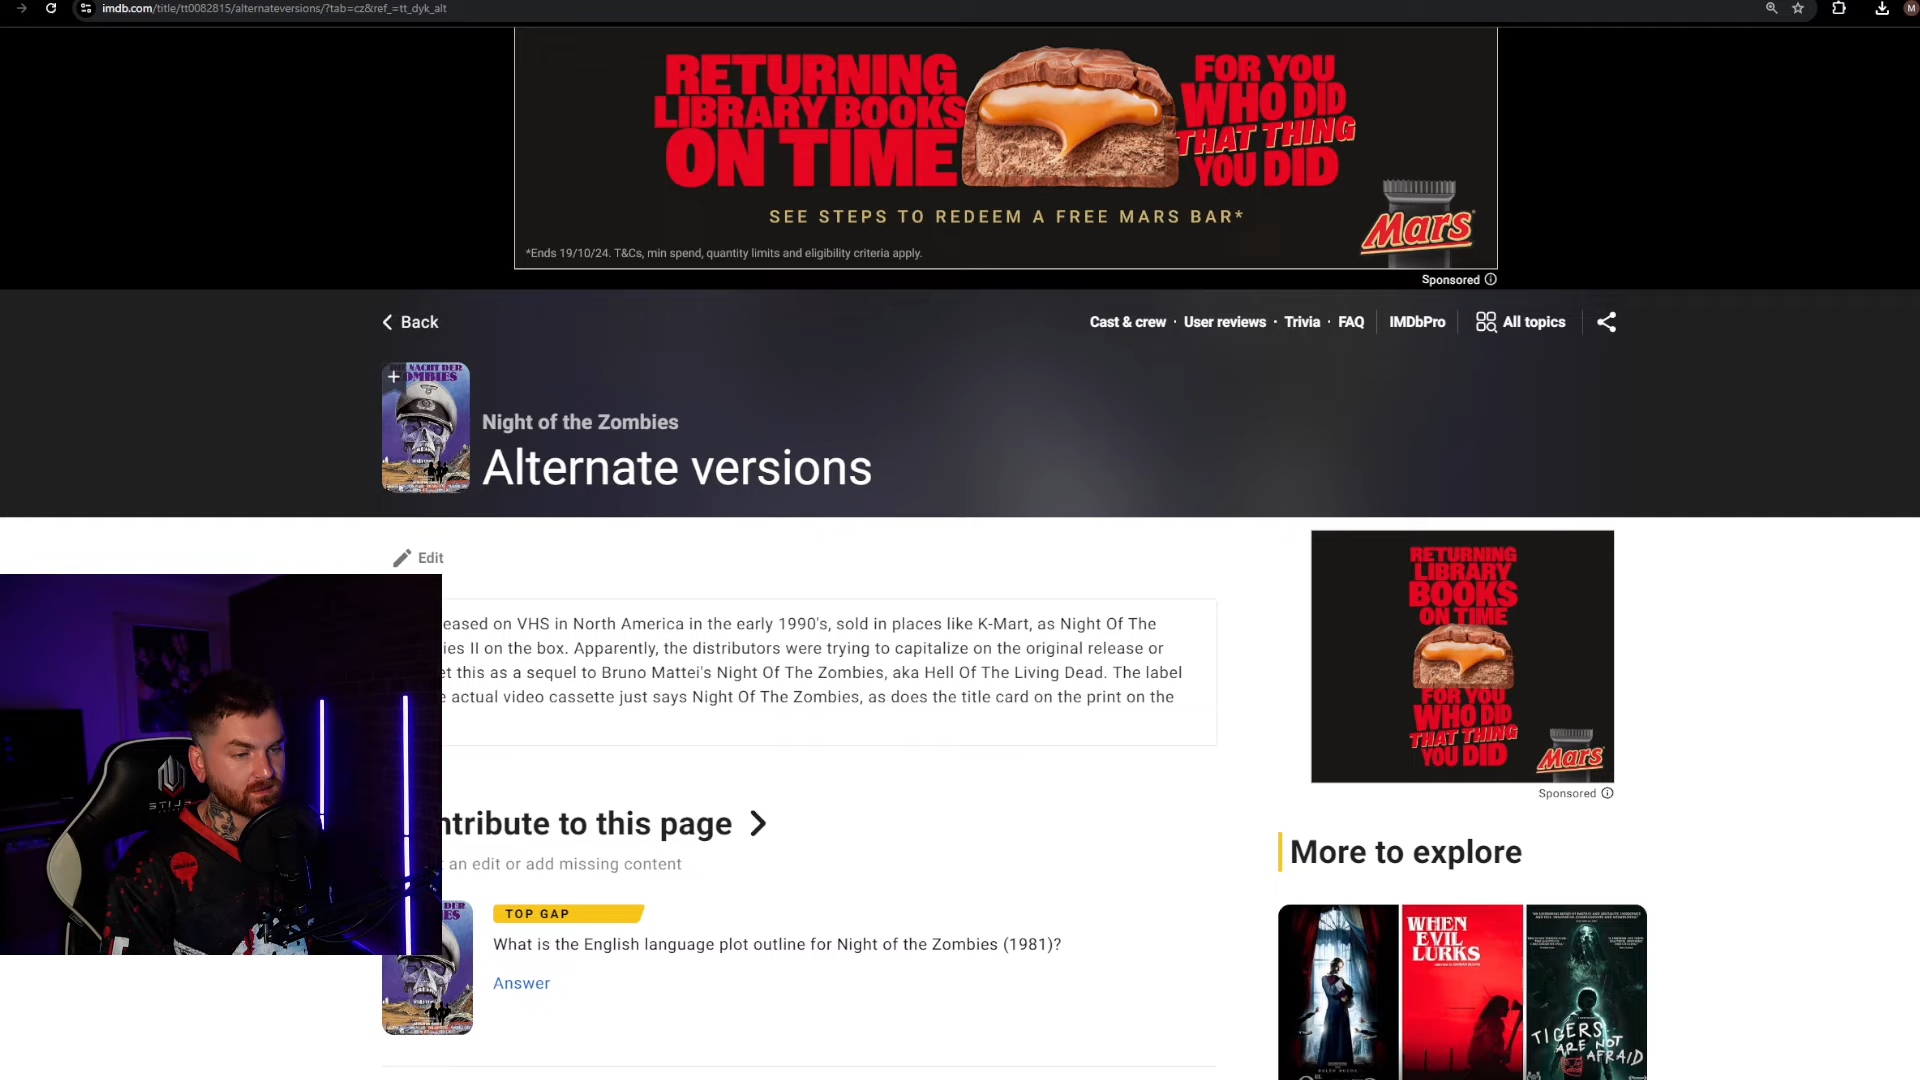 imdb.com/title/tt0082815/alternateversions/?tab=cz&ref_=tt_dyk_alt
RETURNING
LIBRARY BOOKS
ON TIME
FOR YOU
WHO DID
THAT THING
YOU DID
SEE STEPS TO REDEEM A FREE MARS BAR*
Mars
*Ends 19/10/24. T&Cs, min spend, quantity limits and eligibility criteria apply.
Sponsored
Back
Cast & crew · User reviews · Trivia · FAQ
IMDbPro
All topics
NACHT DER
ZOMBIES
Night of the Zombies
Alternate versions
Edit
eased on VHS in North America in the early 1990's, sold in places like K-Mart, as Night Of The
ies II on the box. Apparently, the distributors were trying to capitalize on the original release or
et this as a sequel to Bruno Mattei's Night Of The Zombies, aka Hell Of The Living Dead. The label
actual video cassette just says Night Of The Zombies, as does the title card on the print on the
RETURNING
LIBRARY
BOOKS
ON TIME
FOR YOU
WHO DID
THAT THING
YOU DID
Mars
Sponsored
ntribute to this page
an edit or add missing content
TOP GAP
What is the English language plot outline for Night of the Zombies (1981)?
Answer
More to explore
WHEN
EVIL
LURKS
TIGERS
ARE NOT
AFRAID